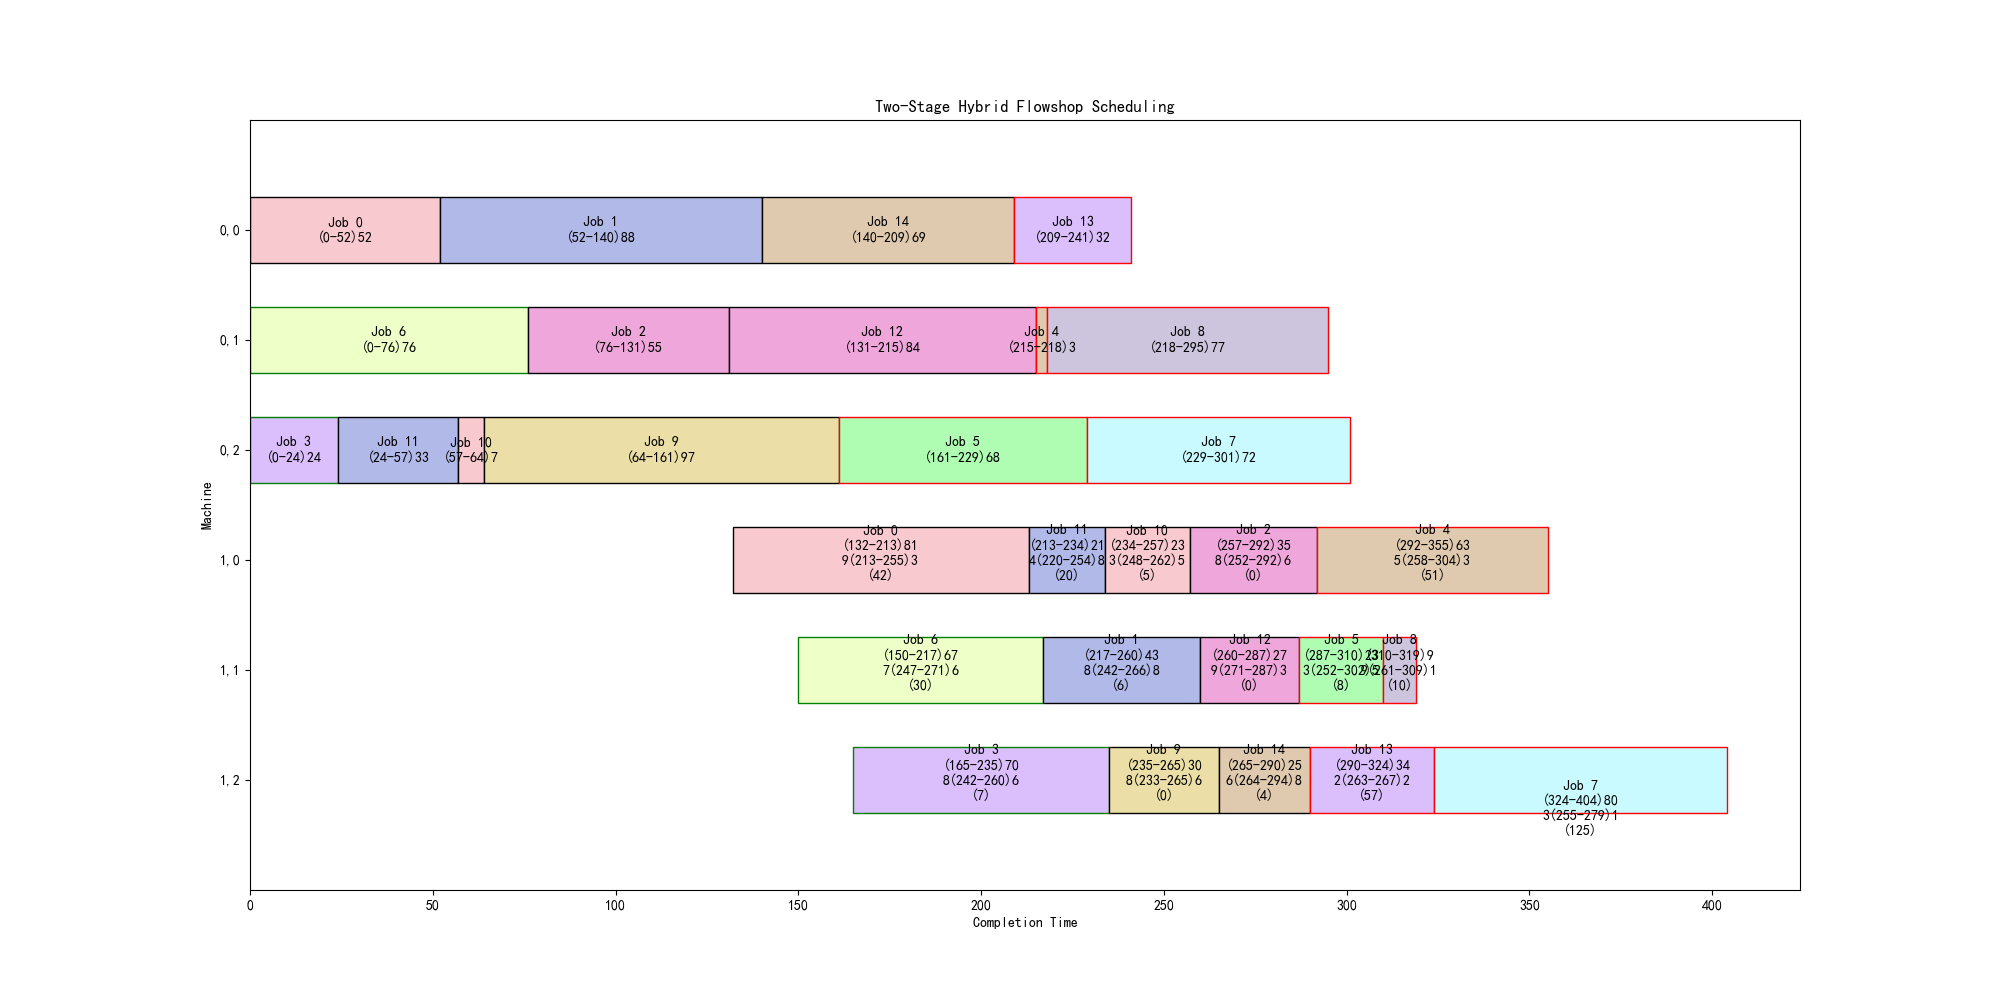 Two-Stage Hybrid Flowshop Scheduling
0,0
Job 0
(0-52)52
Job 1
(52-140)88
Job 14
(140-209)69
Job 13
(209-241)32
0,1
Job 6
(0-76)76
Job 2
(76-131)55
Job 12
(131-215)84
Job 4
(215-218)3
Job 8
(218-295)77
0,2
Job 3
(0-24)24
Job 11
(24-57)33
Job 10
(57-64)7
Job 9
(64-161)97
Job 5
(161-229)68
Job 7
(229-301)72
Machine
1,0
Job 0
(132-213)81
9(213-255)3
(42)
Job 11
(213-234)21
4(220-254)8
(20)
Job 10
(234-257)23
3(248-262)5
(5)
Job 2
(257-292)35
8(252-292)6
(0)
Job 4
(292-355)63
5(258-304)3
(51)
1,1
Job 6
(150-217)67
7(247-271)6
(30)
Job 1
(217-260)43
8(242-266)8
(6)
Job 12
(260-287)27
9(271-287)3
(0)
Job 5
(287-310)23
3(252-302)5
(8)
Job 8
(310-319)9
9(261-309)1
(10)
1,2
Job 3
(165-235)70
8(242-260)6
(7)
Job 9
(235-265)30
8(233-265)6
(0)
Job 14
(265-290)25
6(264-294)8
(4)
Job 13
(290-324)34
2(263-267)2
(57)
Job 7
(324-404)80
3(255-279)1
(125)
0
50
100
150
200
250
300
350
400
Completion Time